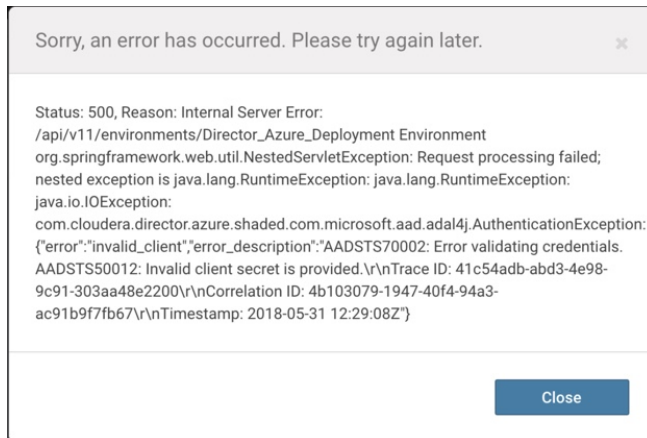 Sorry, an error has occurred. Please try again later.
×
Status: 500, Reason: Internal Server Error:
/api/v11/environments/Director_Azure_Deployment Environment
org.springframework.web.util.NestedServletException: Request processing failed;
nested exception is java.lang.RuntimeException: java.lang.RuntimeException:
java.io.IOException:
com.cloudera.director.azure.shaded.com.microsoft.aad.adal4j.AuthenticationException:
{"error":"invalid_client","error_description":"AADSTS70002: Error validating credentials.
AADSTS50012: Invalid client secret is provided.\r\nTrace ID: 41c54adb-abd3-4e98-
9c91-303aa48e2200\r\nCorrelation ID: 4b103079-1947-40f4-94a3-
ac91b9f7fb67\r\nTimestamp: 2018-05-31 12:29:08Z"}
Close